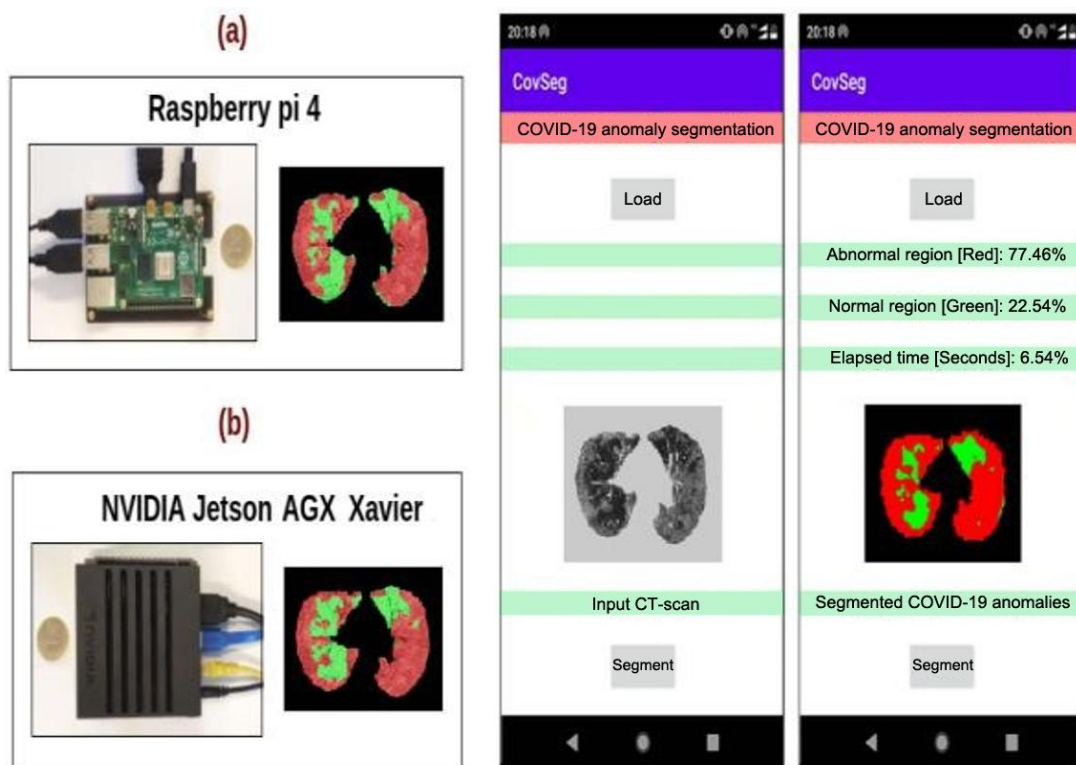 (a)
Raspberry pi 4
(b)
NVIDIA Jetson AGX Xavier
NVIDIA
20:18
CovSeg
COVID-19 anomaly segmentation
Load
Input CT-scan
Segment
20:18
CovSeg
COVID-19 anomaly segmentation
Load
Abnormal region [Red]: 77.46%
Normal region [Green]: 22.54%
Elapsed time [Seconds]: 6.54%
Segmented COVID-19 anomalies
Segment